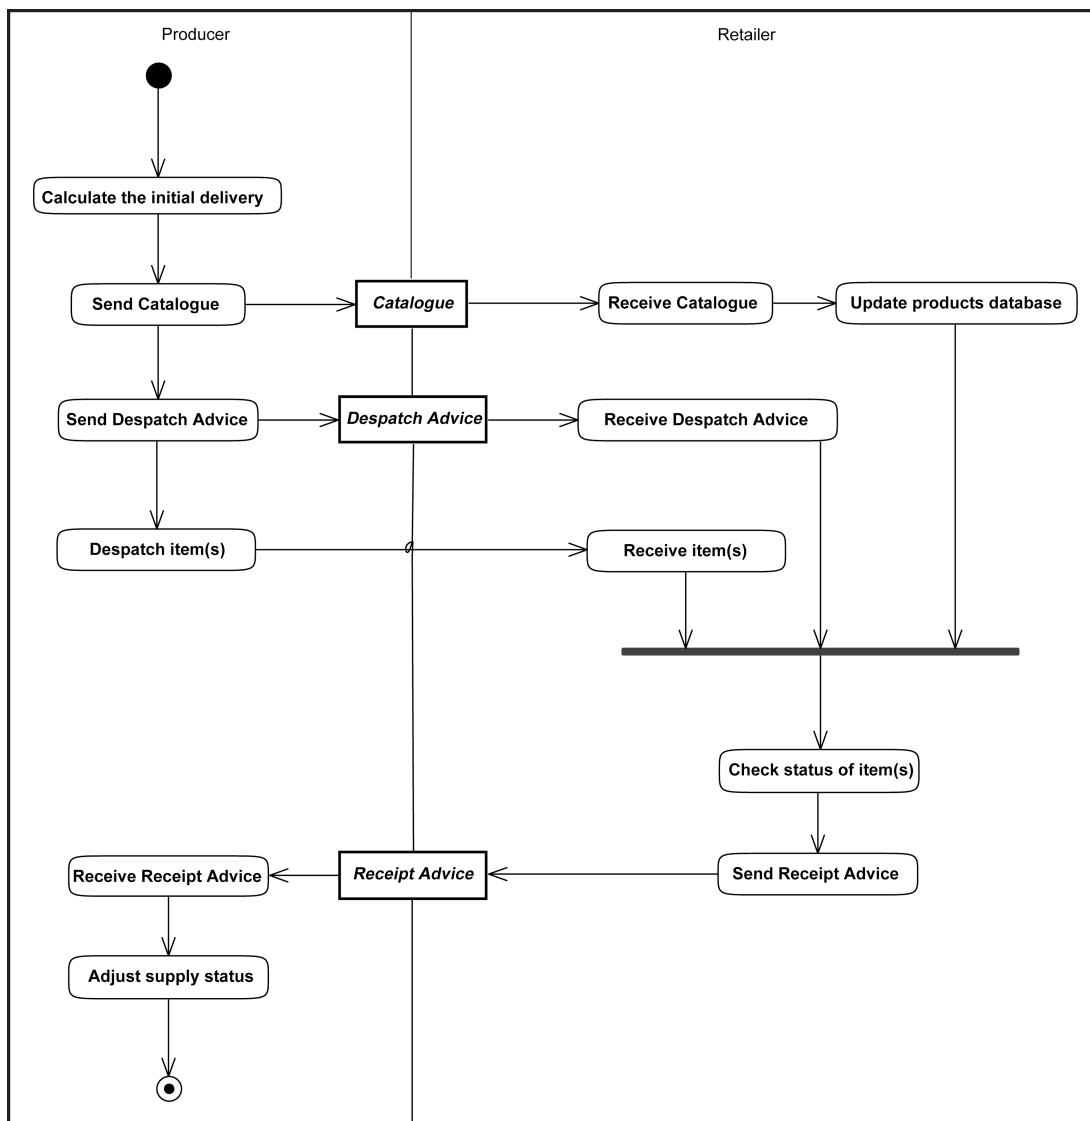 Producer
Retailer
Calculate the initial delivery
Send Catalogue
Catalogue
Receive Catalogue
Update products database
Send Despatch Advice
Despatch Advice
Receive Despatch Advice
Despatch item(s)
Receive item(s)
Check status of item(s)
Receive Receipt Advice
Receipt Advice
Send Receipt Advice
Adjust supply status